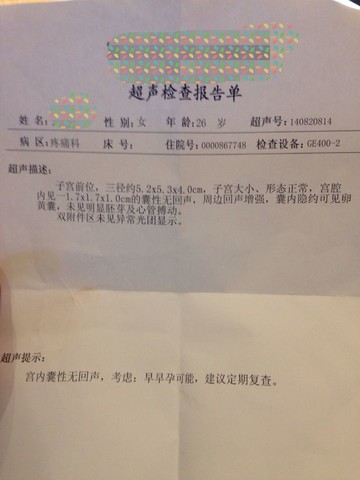 超声检查报告单
姓名: 性别:女 年龄:26 岁 超声号:140820814
病区:疼痛科 床号: 住院号:0000867748 检查设备:GE400-2
超声描述:
子宫前位,三径约5.2x5.3x4.0cm,子宫大小、形态正常,宫腔
内见一1.7x1.7x1.0cm的囊性无回声,周边回声增强,囊内隐约可见卵
黄囊,未见明显胚芽及心管搏动。
双附件区未见异常光团显示。
超声提示:
宫内囊性无回声,考虑:早早孕可能,建议定期复查。